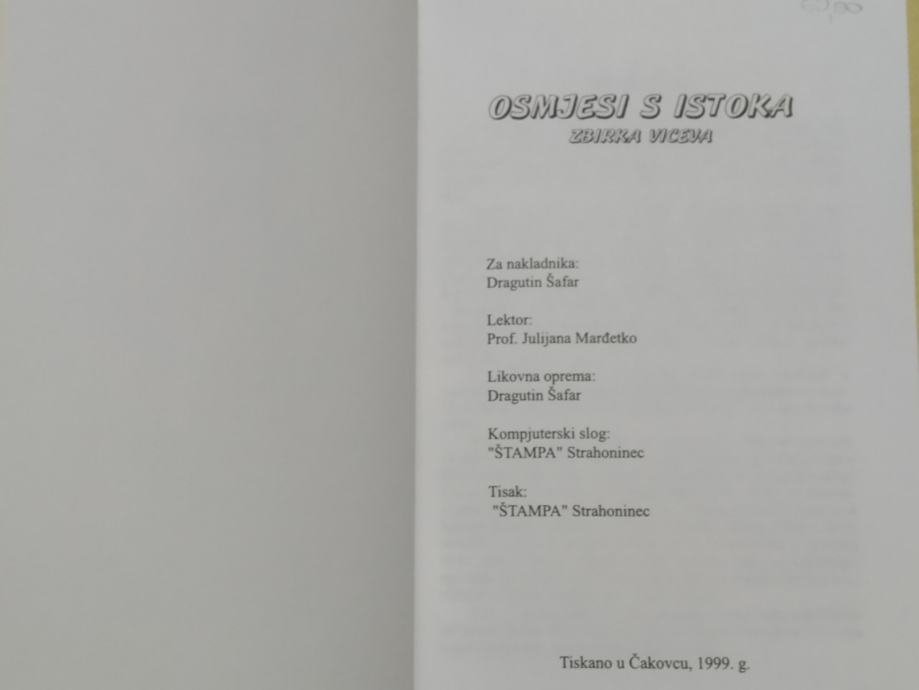 OSMJESI S ISTOKA
ZBIRKA VICEVA
Za nakladnika:
Dragutin Šafar
Lektor:
Prof. Julijana Marđetko
Likovna oprema:
Dragutin Šafar
Kompjuterski slog:
"ŠTAMPA" Strahoninec
Tisak:
"ŠTAMPA" Strahoninec
Tiskano u Čakovcu, 1999. g.